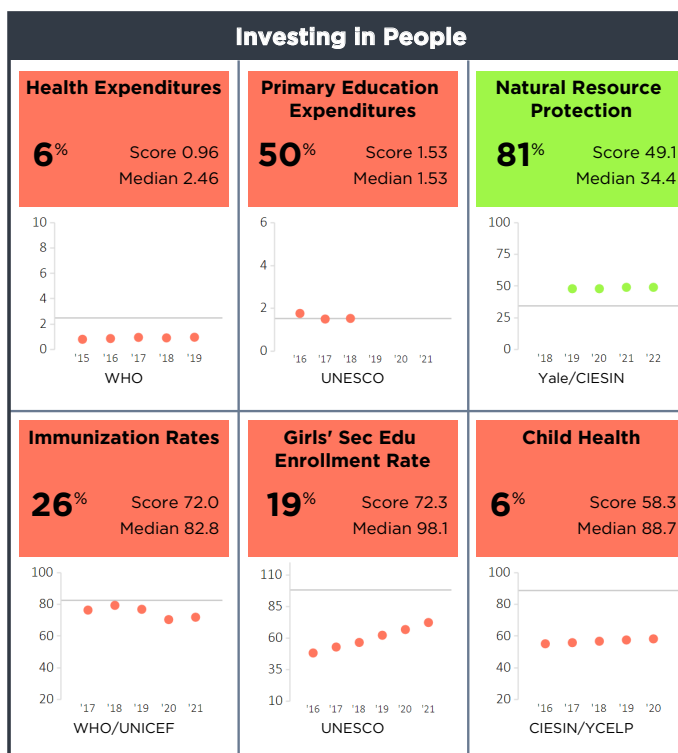 Investing in People
Health Expenditures
6%
Score 0.96
Median 2.46
10
8
6
4
2
0
'15 '16 '17 '18 '19
WHO
Primary Education
Expenditures
50%
Score 1.53
Median 1.53
6
4
2
0
'16 '17 '18 '19 '20 '21
UNESCO
Natural Resource
Protection
81%
Score 49.1
Median 34.4
100
75
50
25
0
'18 '19 '20 '21 '22
Yale/CIESIN
Immunization Rates
26%
Score 72.0
Median 82.8
100
80
60
40
20
'17 '18 '19 '20 '21
WHO/UNICEF
Girls' Sec Edu
Enrollment Rate
19%
Score 72.3
Median 98.1
110
85
60
35
10
'16 '17 '18 '19 '20 '21
UNESCO
Child Health
6%
Score 58.3
Median 88.7
100
80
60
40
20
'16 '17 '18 '19 '20
CIESIN/YCELP